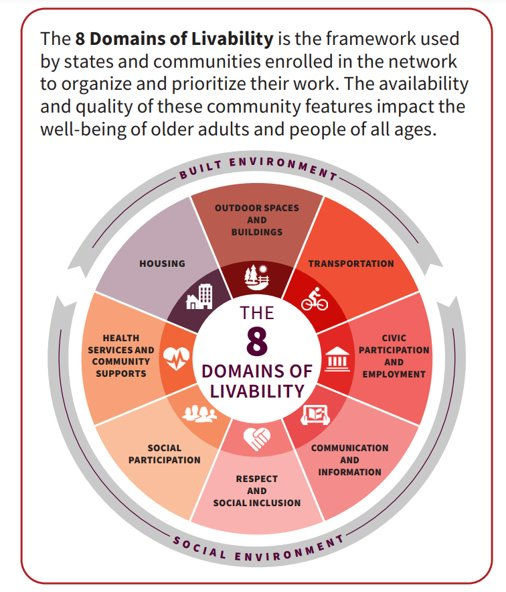 The 8 Domains of Livability is the framework used
by states and communities enrolled in the network
to organize and prioritize their work. The availability
and quality of these community features impact the
well-being of older adults and people of all ages.
BUILT ENVIRONMENT
OUTDOOR SPACES
AND
BUILDINGS
TRANSPORTATION
CIVIC
PARTICIPATION
AND
EMPLOYMENT
COMMUNICATION
AND
INFORMATION
RESPECT
AND
SOCIAL INCLUSION
SOCIAL
PARTICIPATION
HEALTH
SERVICES AND
COMMUNITY
SUPPORTS
HOUSING
THE
8
DOMAINS OF
LIVABILITY
SOCIAL ENVIRONMENT